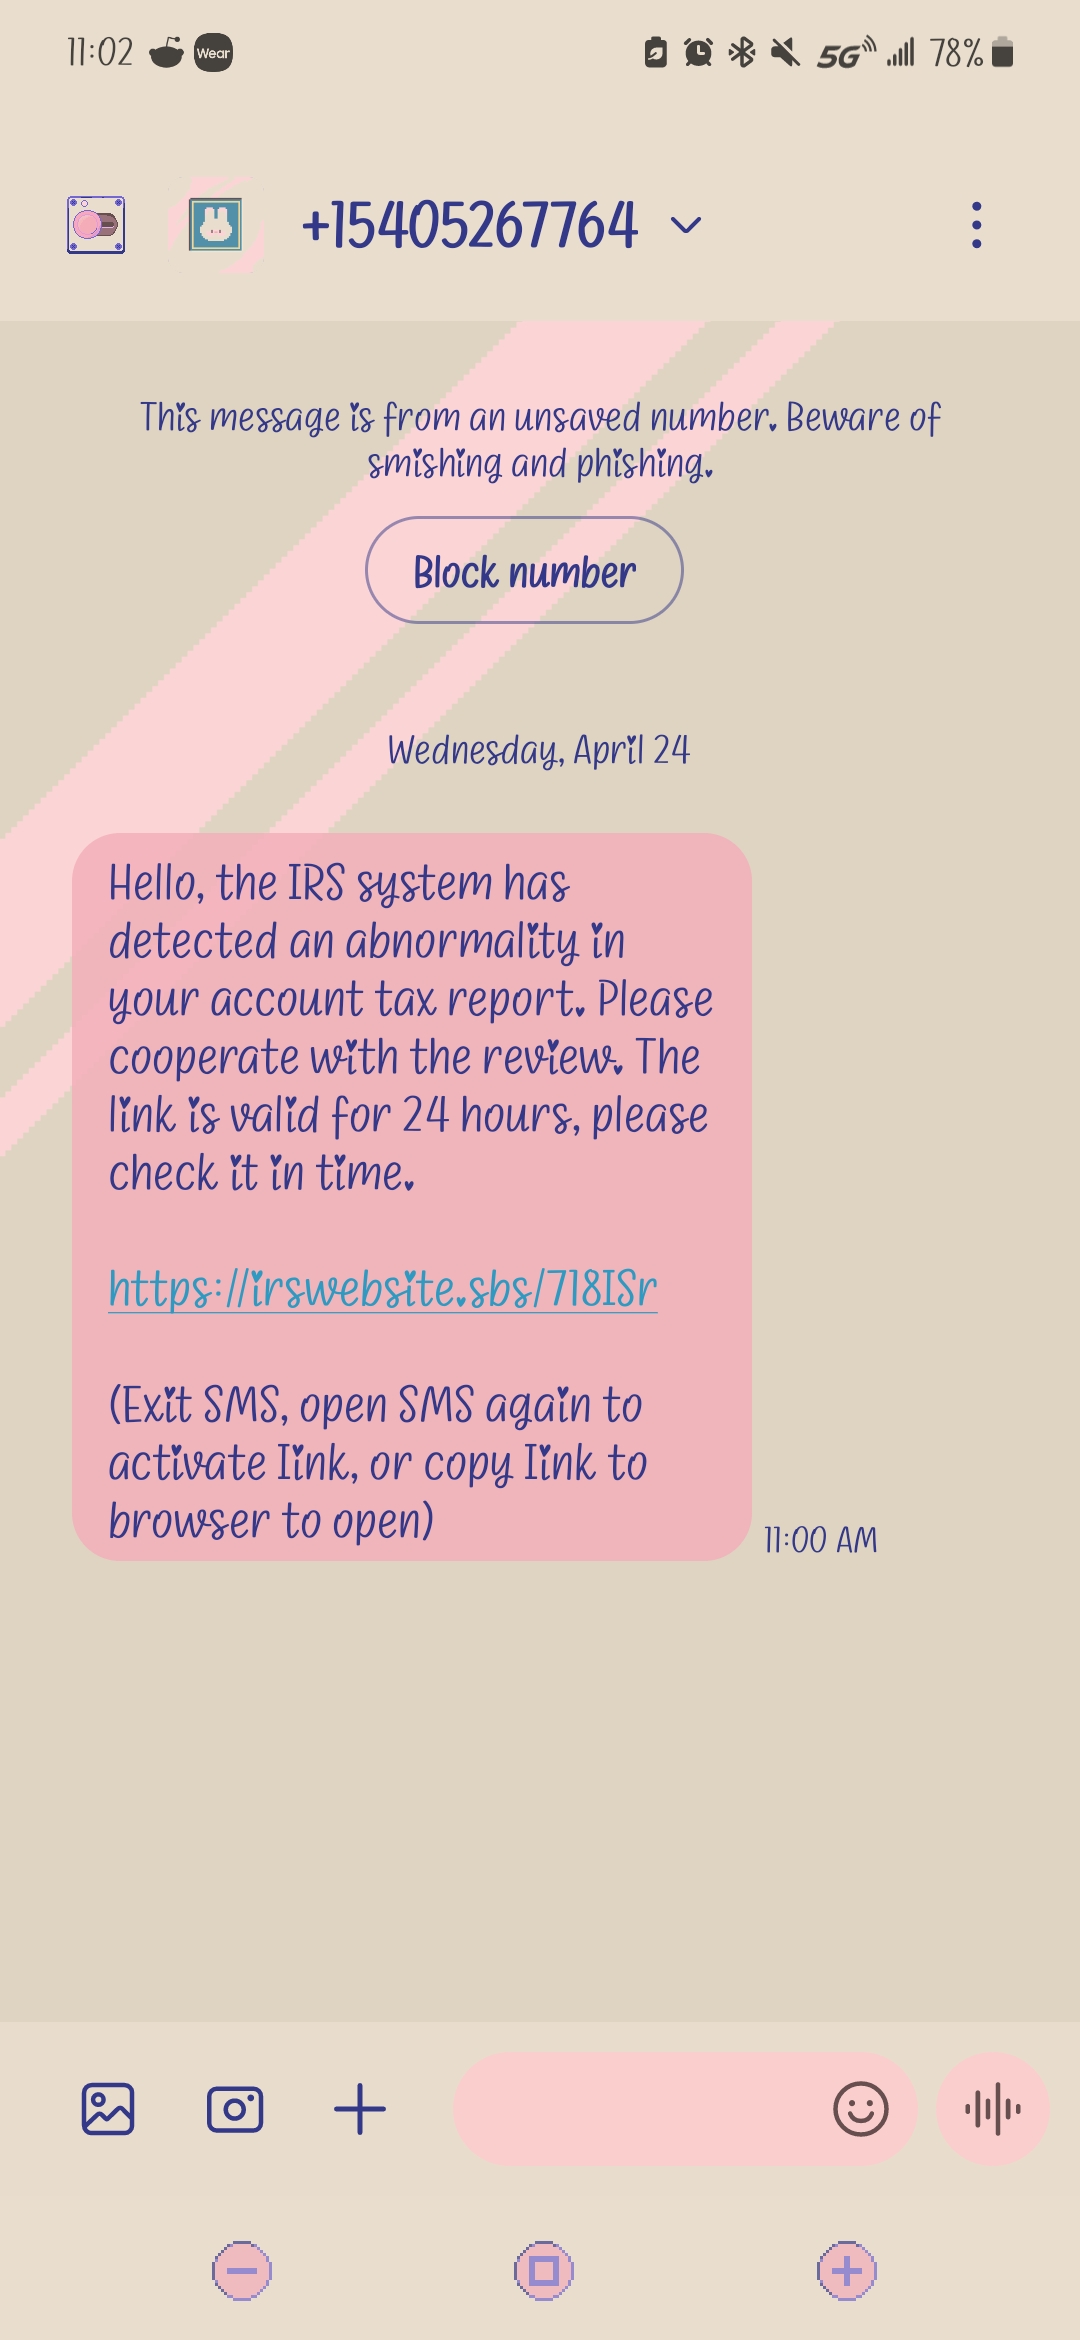 11:02 Wear 5G 78%
+15405267764
This message is from an unsaved number. Beware of
smishing and phishing.
Block number
Wednesday, April 24
Hello, the IRS system has
detected an abnormality in
your account tax report. Please
cooperate with the review. The
link is valid for 24 hours, please
check it in time.
https://irswebsite.sbs/718ISr
(Exit SMS, open SMS again to
activate Iink, or copy Iink to
browser to open)
11:00 AM